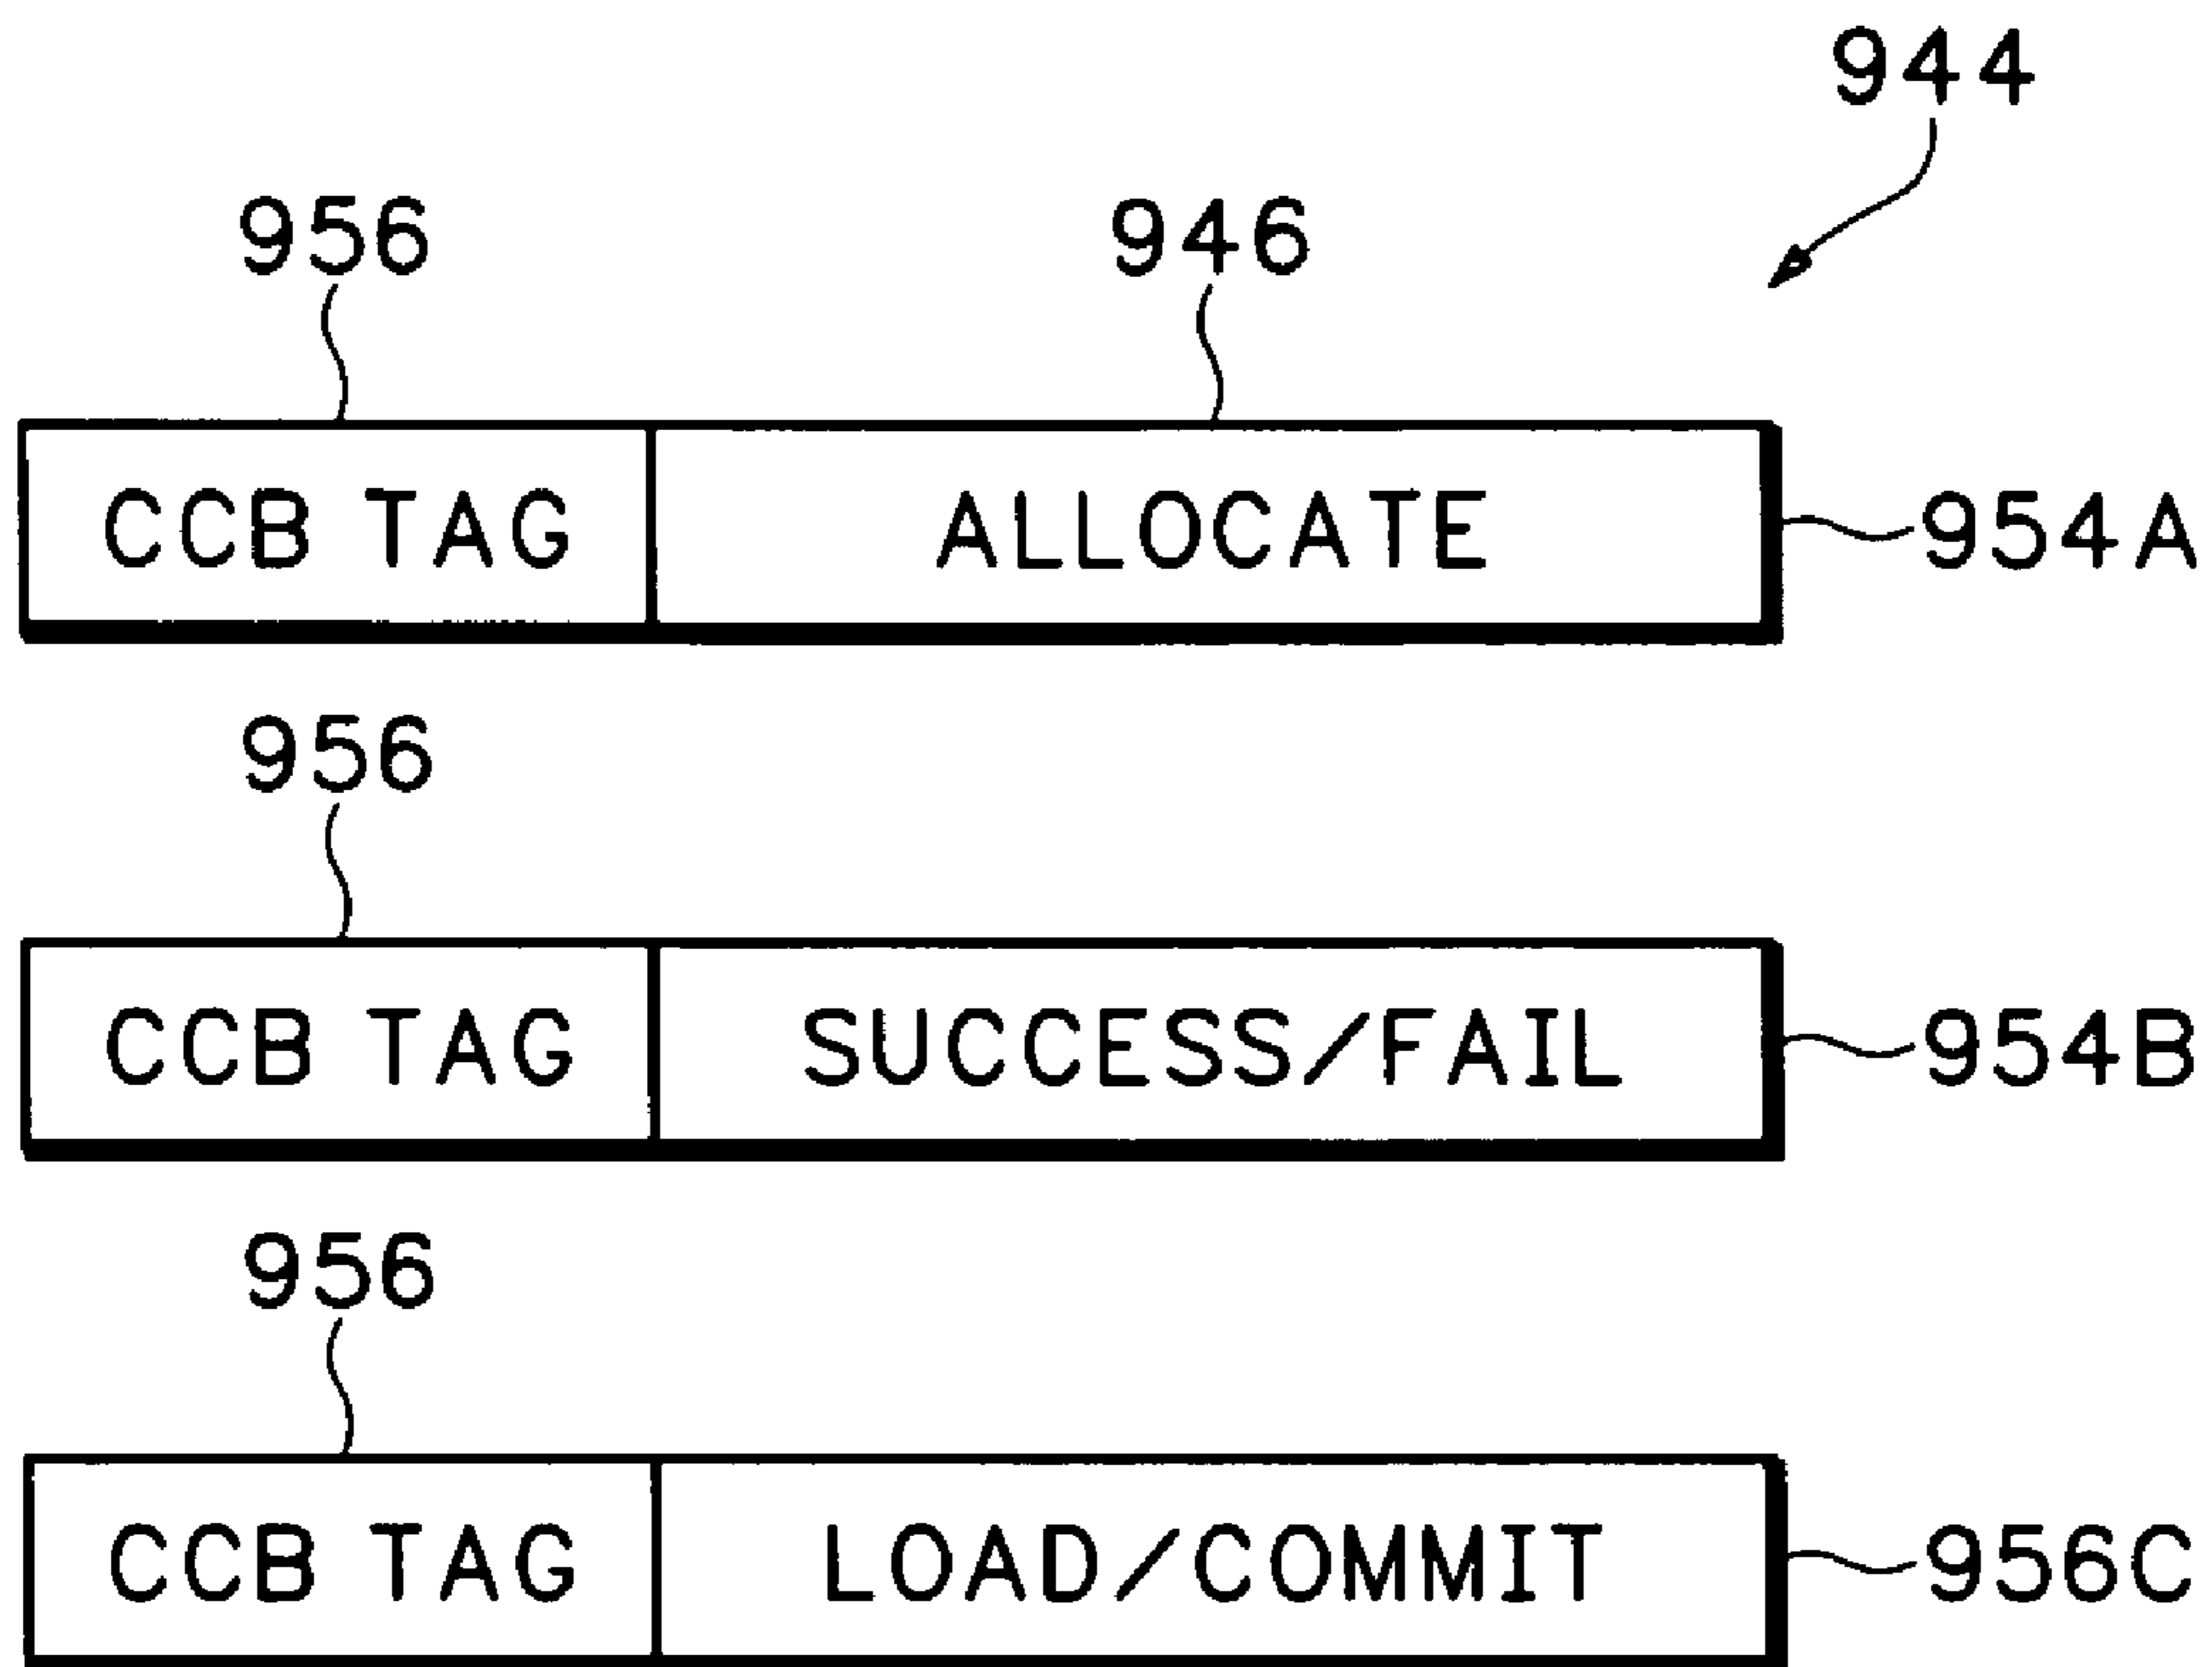 944
956 946
CCB TAG ALLOCATE 954A
956
CCB TAG SUCCESS/FAIL 954B
956
CCB TAG LOAD/COMMIT 956C